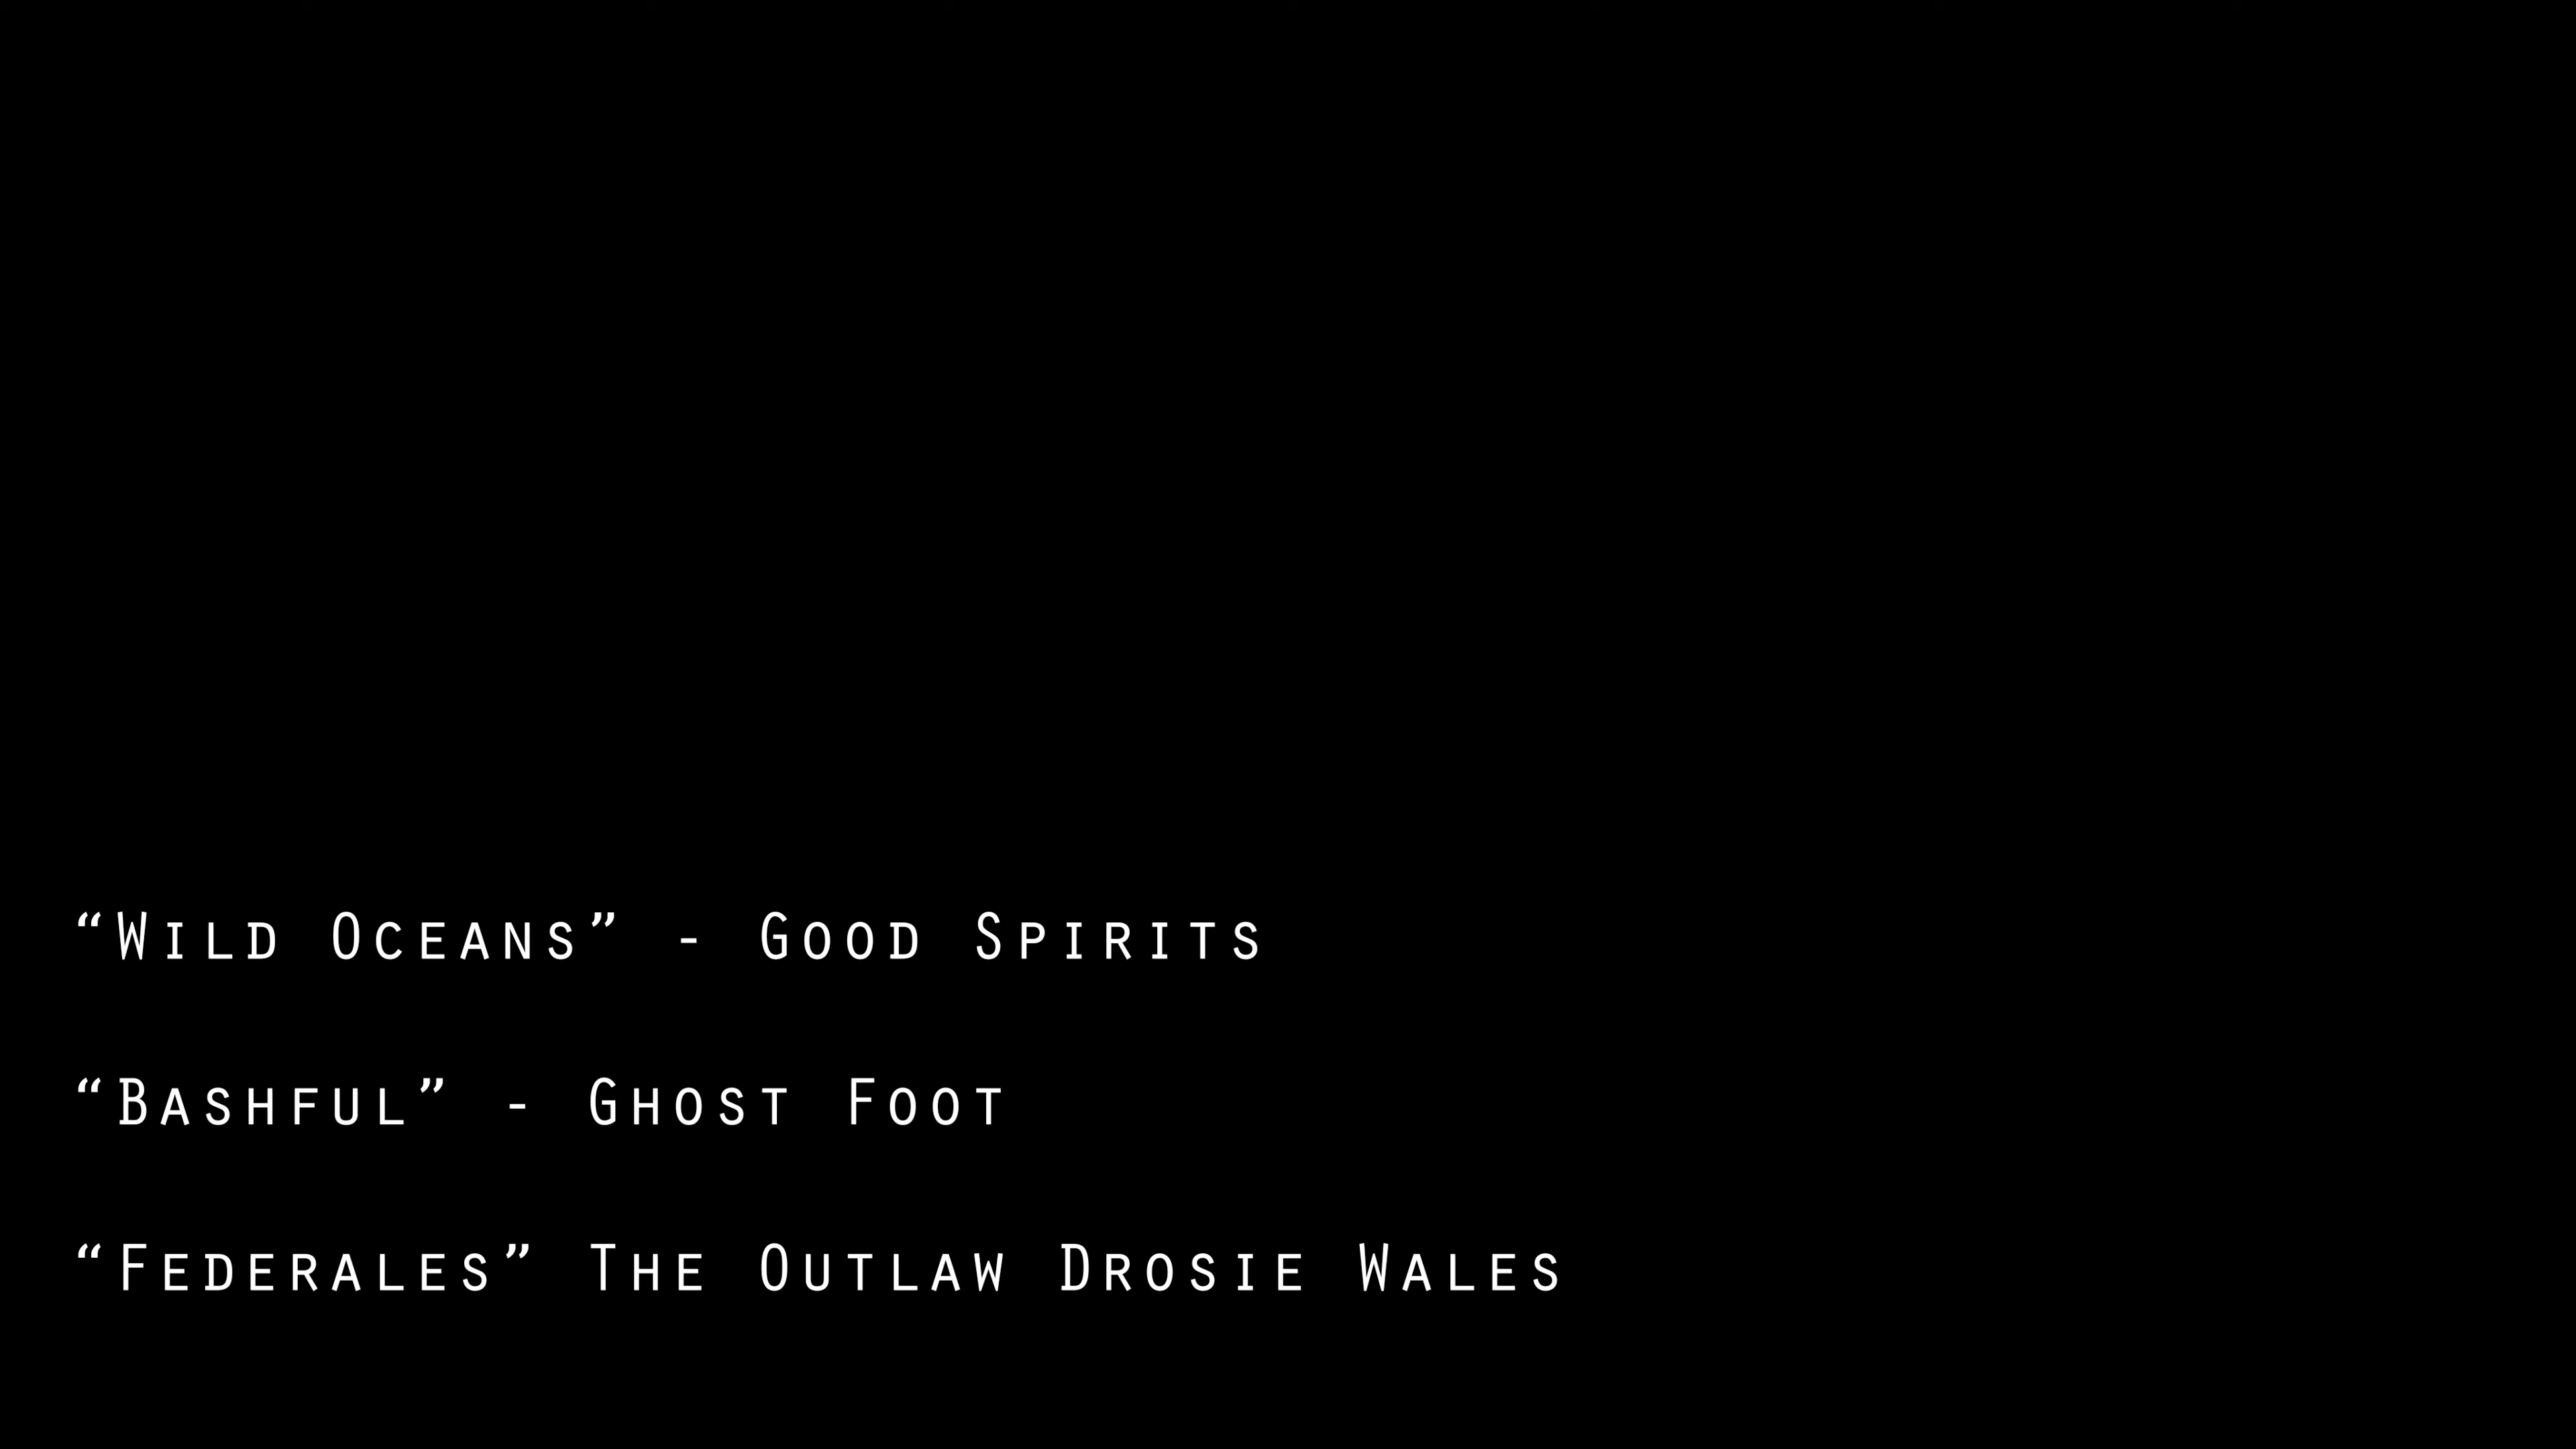 “Wild Oceans” - Good Spirits
“Bashful” - Ghost Foot
“Federales” The Outlaw Drosie Wales